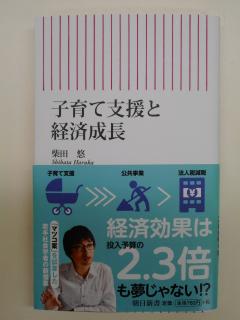 子育て支援と
経済成長
柴田 悠
Shibata Haruka
子育て支援
公共事業
法人税減税
¥
経済効果は
投入予算の
2.3倍
も夢じゃない!?
朝日新書
定価